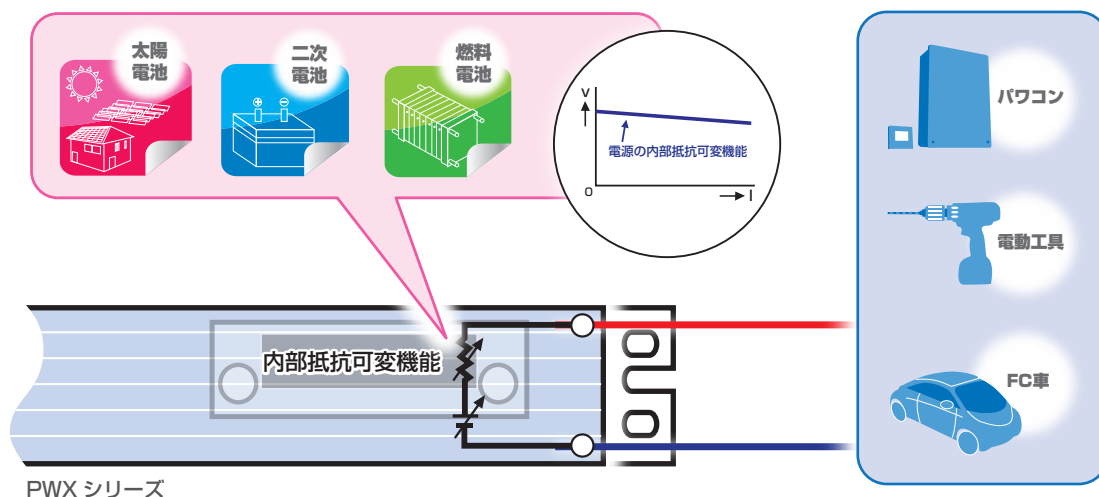 太陽
電池
二次
電池
燃料
電池
⊕ ⊖
V
電源の内部抵抗可変機能
O
I
パワコン
電動工具
FC車
内部抵抗可変機能
PWX シリーズ